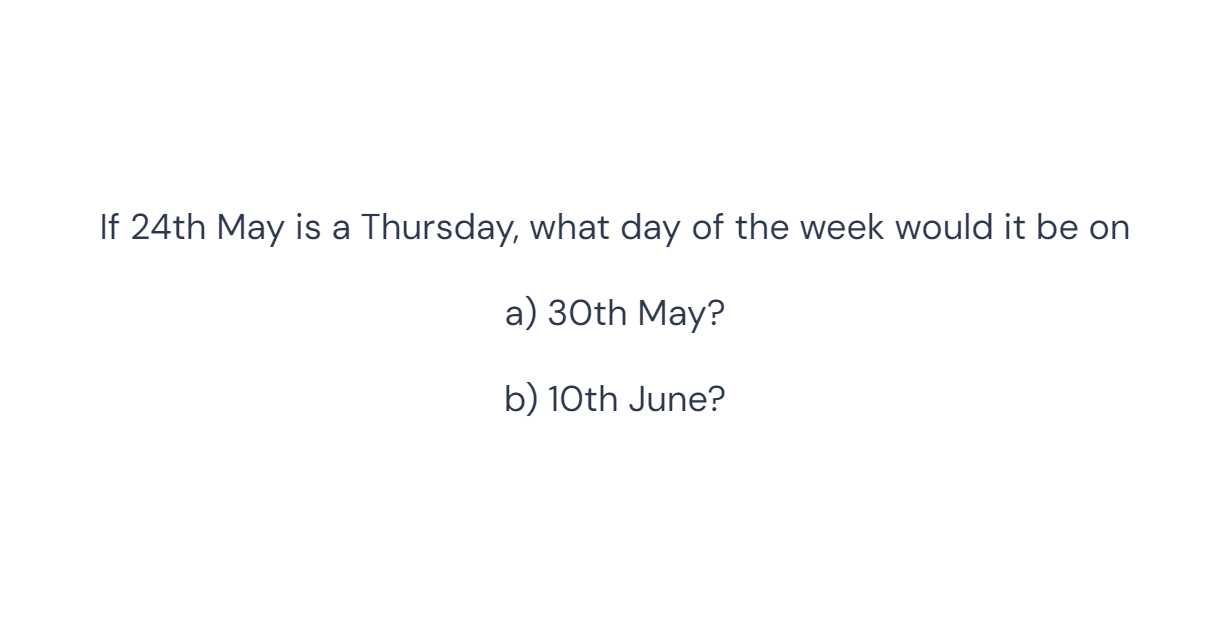 If 24th May is a Thursday, what day of the week would it be on
a) 30th May?
b) 10th June?